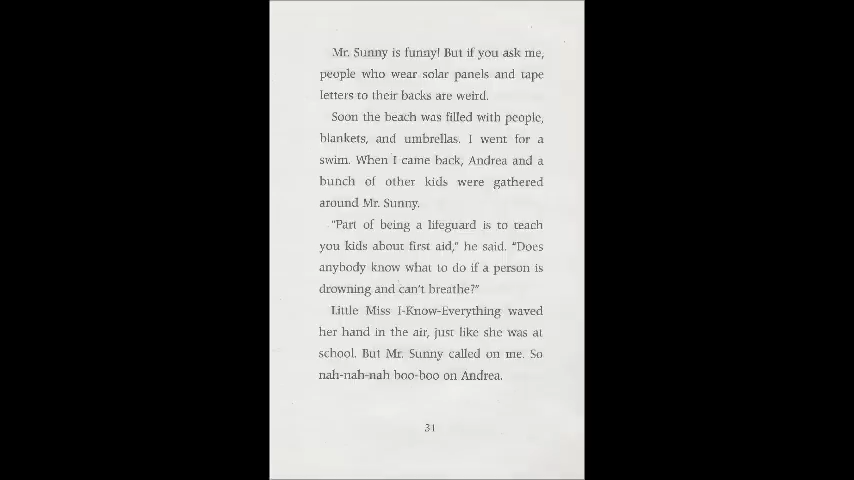 Mr. Sunny is funny! But if you ask me,
people who wear solar panels and tape
letters to their backs are weird.
Soon the beach was filled with people,
blankets, and umbrellas. I went for a
swim. When I came back, Andrea and a
bunch of other kids were gathered
around Mr. Sunny.
"Part of being a lifeguard is to teach
you kids about first aid," he said. "Does
anybody know what to do if a person is
drowning and can't breathe?"
Little Miss I-Know-Everything waved
her hand in the air, just like she was at
school. But Mr. Sunny called on me. So
nah-nah-nah boo-boo on Andrea.
31